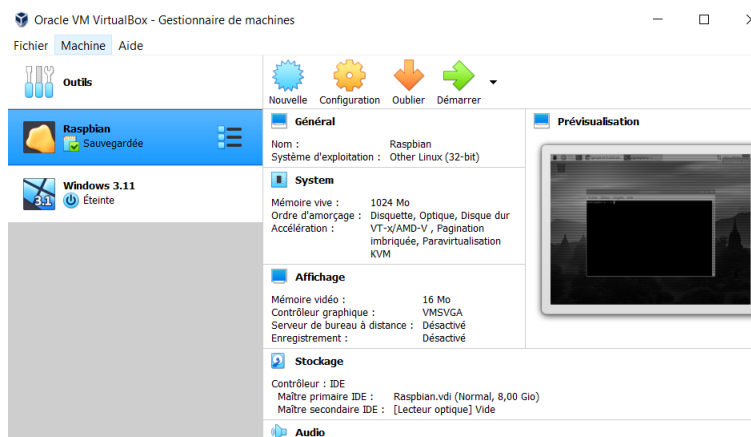 Oracle VM VirtualBox - Gestionnaire de machines
Fichier Machine Aide
Outils
Raspbian
Sauvegardée
Windows 3.11
3.1
Éteinte
Nouvelle Configuration Oublier Démarrer
Général
Nom : Raspbian
Système d'exploitation : Other Linux (32-bit)
System
Mémoire vive : 1024 Mo
Ordre d'amorçage : Disquette, Optique, Disque dur
Accélération : VT-x/AMD-V , Pagination
imbriquée, Paravirtualisation
KVM
Affichage
Mémoire vidéo : 16 Mo
Contrôleur graphique : VMSVGA
Serveur de bureau à distance : Désactivé
Enregistrement : Désactivé
Stockage
Contrôleur : IDE
Maître primaire IDE : Raspbian.vdi (Normal, 8,00 Gio)
Maître secondaire IDE : [Lecteur optique] Vide
Audio
Prévisualisation